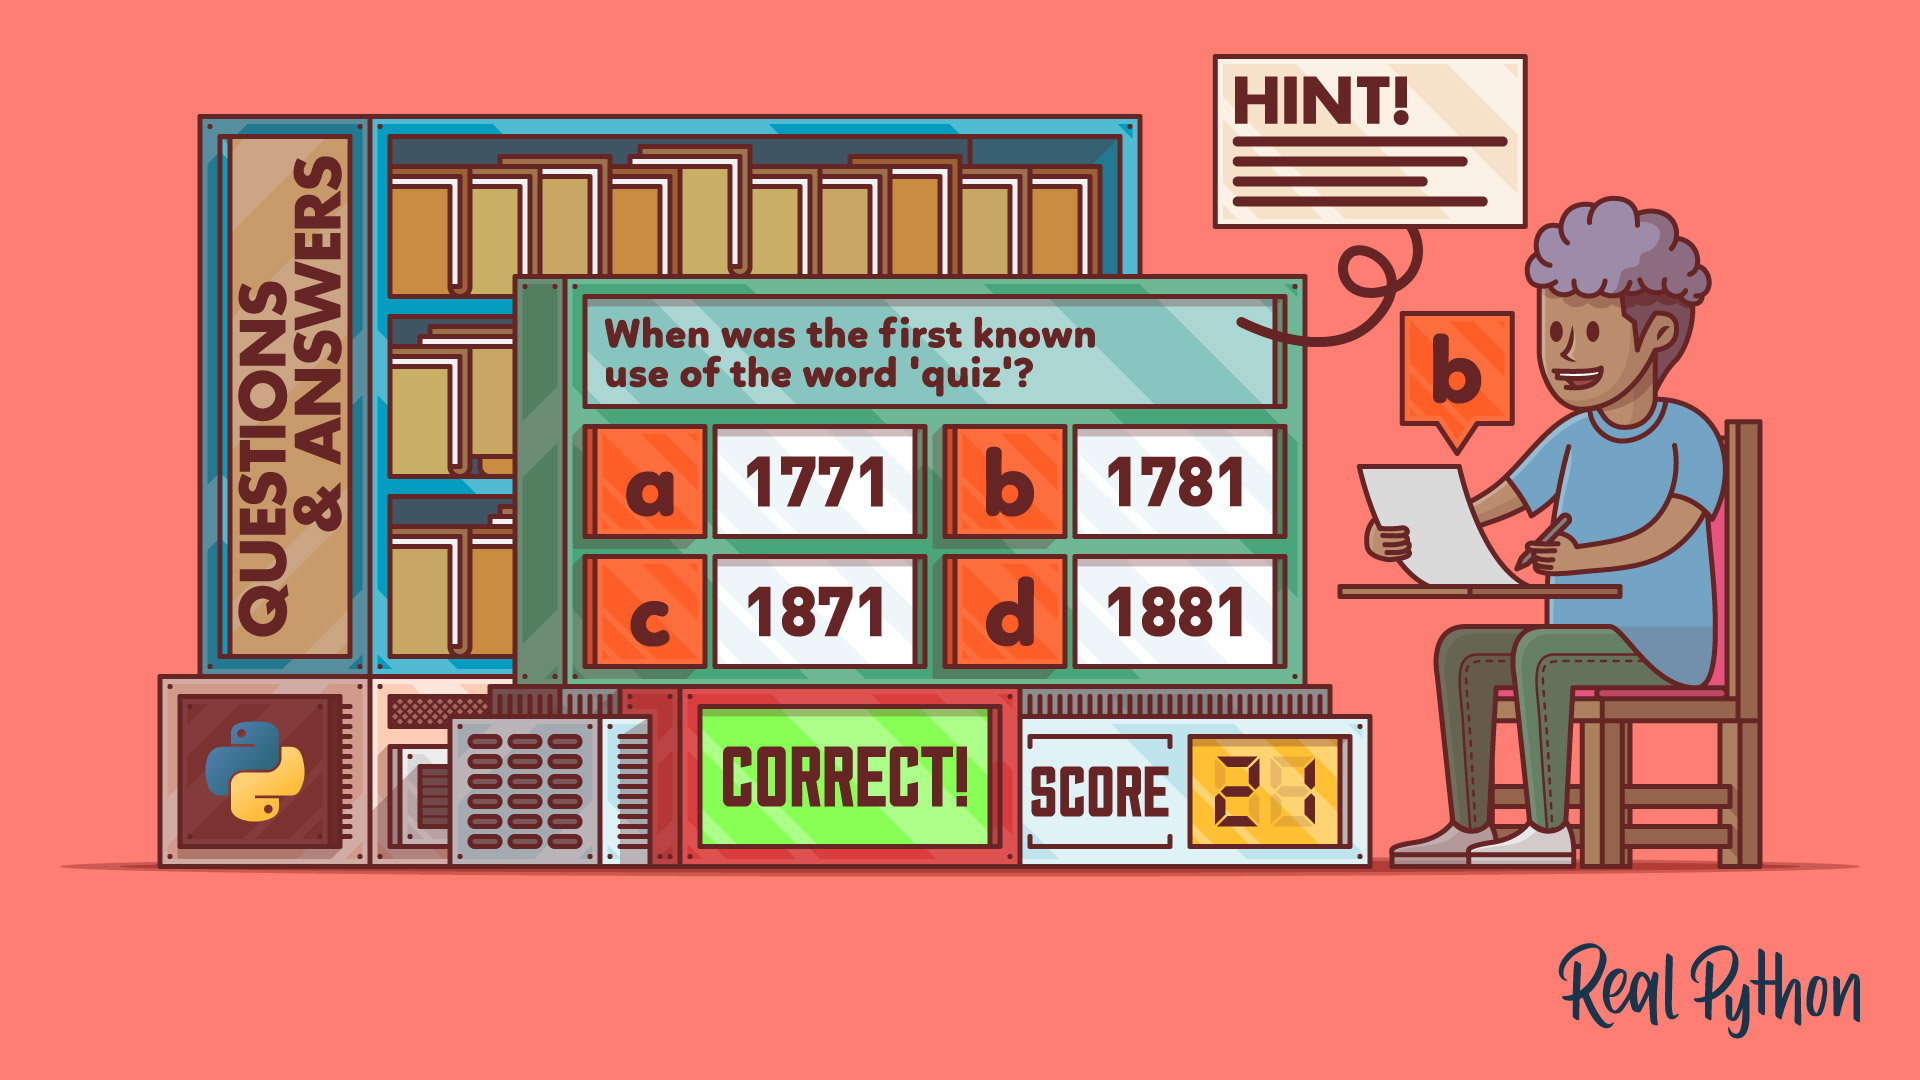 HINT!
QUESTIONS
& ANSWERS
When was the first known
use of the word 'quiz'?
a 1771 b 1781
c 1871 d 1881
b
CORRECT!
SCORE 21
Real Python